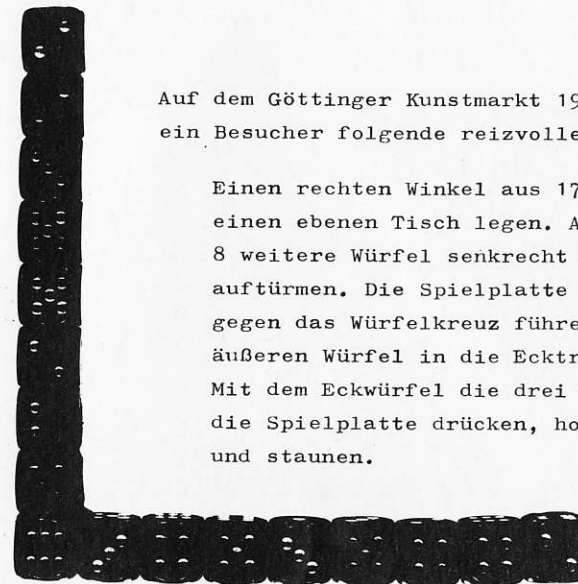 Auf dem Göttinger Kunstmarkt 19
ein Besucher folgende reizvolle
Einen rechten Winkel aus 17
einen ebenen Tisch legen. A
8 weitere Würfel senkrecht
auftürmen. Die Spielplatte
gegen das Würfelkreuz führe
äußeren Würfel in die Ecktr
Mit dem Eckwürfel die drei
die Spielplatte drücken, ho
und staunen.